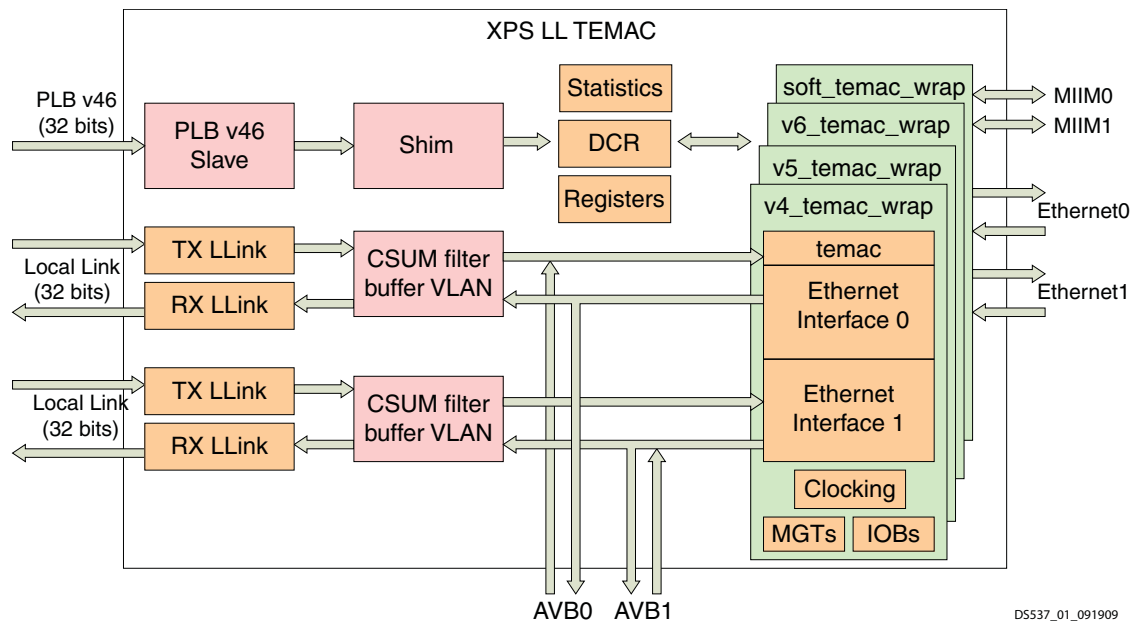 XPS LL TEMAC
PLB v46
(32 bits)
PLB v46
Slave
Shim
Statistics
DCR
Registers
soft_temac_wrap
v6_temac_wrap
v5_temac_wrap
v4_temac_wrap
MIIM0
MIIM1
Ethernet0
Ethernet1
Local Link
(32 bits)
TX LLink
RX LLink
CSUM filter
buffer VLAN
temac
Ethernet
Interface 0
Local Link
(32 bits)
TX LLink
RX LLink
CSUM filter
buffer VLAN
Ethernet
Interface 1
Clocking
MGTs
IOBs
AVB0
AVB1
DS537_01_091909